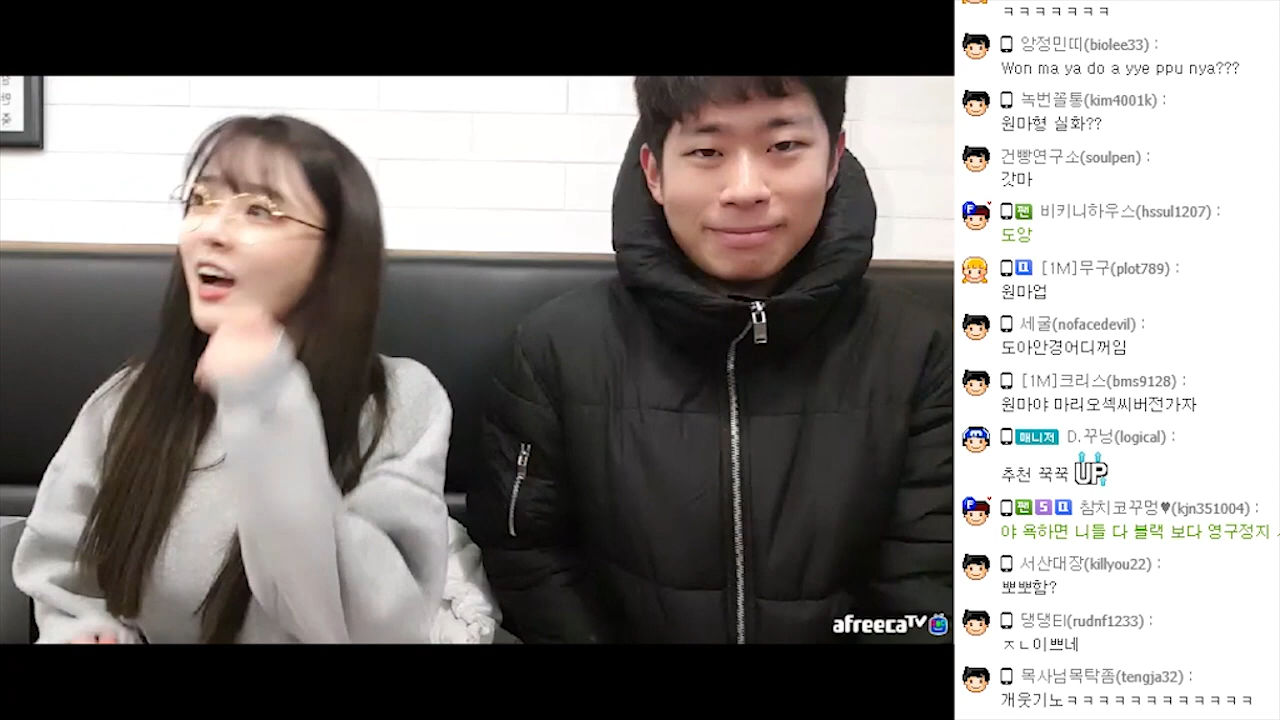 ㅋㅋㅋㅋㅋㅋㅋ
앙정민띠(biolee33) :
Won ma ya do a yye ppu nya???
녹번꼴통(kim4001k) :
원마형 실화??
건빵연구소(soulpen) :
갓마
팬 비키니하우스(hssul1207) :
도앙
Q [1M]무구(plot789) :
원마업
세굴(nofacedevil) :
도아안경어디꺼임
[1M]크리스(bms9128) :
원마야 마리오섹씨버전가자
매니저 D.꾸닝(logical) :
추천 꾹꾹 UP
팬 S Q 참치코꾸멍♥(kjn351004) :
야 욕하면 니들 다 블랙 보다 영구정지
서산대장(killyou22) :
뽀뽀함?
댕댕티(rudnf1233) :
ㅈㄴ이쁘네
목사님목탁좀(tengja32) :
개웃기노ㅋㅋㅋㅋㅋㅋㅋㅋㅋㅋㅋㅋ
afreecaTV